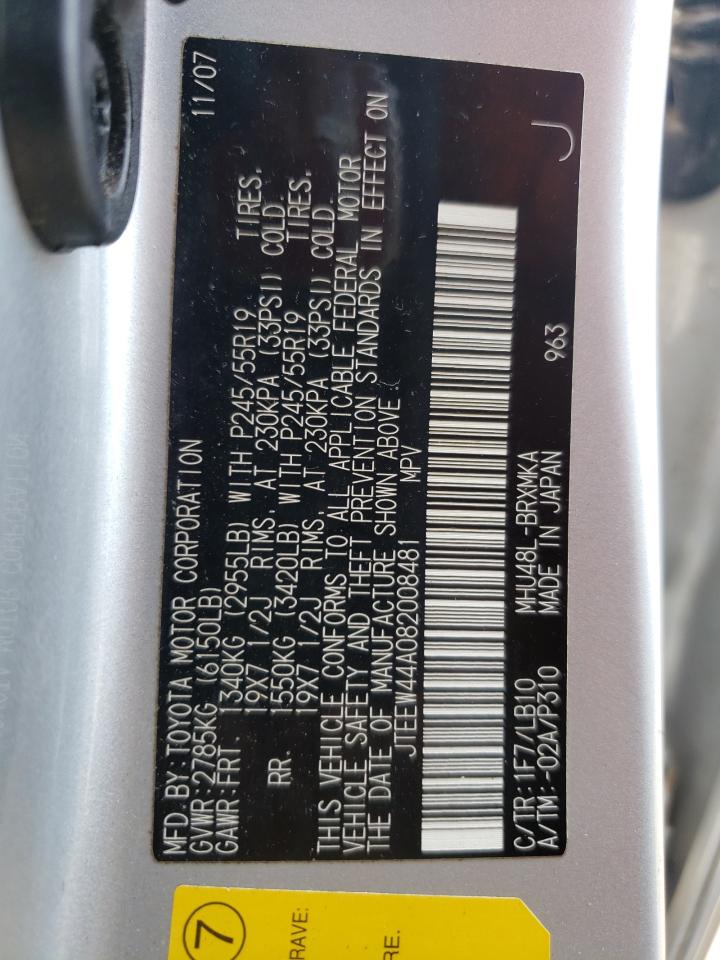 MFD.BY:TOYOTA MOTOR CORPORATION 11/07
GVWR:2785KG (6150LB)
GAWR:FRT. 1340KG (2955LB) WITH P245/55R19 TIRES,
19X7 1/2J RIMS, AT 230KPA (33PSI) COLD.
RR. 1550KG (3420LB) WITH P245/55R19 TIRES,
19X7 1/2J RIMS, AT 230KPA (33PSI) COLD.
THIS VEHICLE CONFORMS TO ALL APPLICABLE FEDERAL MOTOR
VEHICLE SAFETY AND THEFT PREVENTION STANDARDS IN EFFECT ON
THE DATE OF MANUFACTURE SHOWN ABOVE.
JTEEW44A082008481 MPV
C/TR:1F7/LB10 MHU48L-BRXMKA
A/TM:-02A/P310 MADE IN JAPAN 963 J
7
RAVE:
RE.